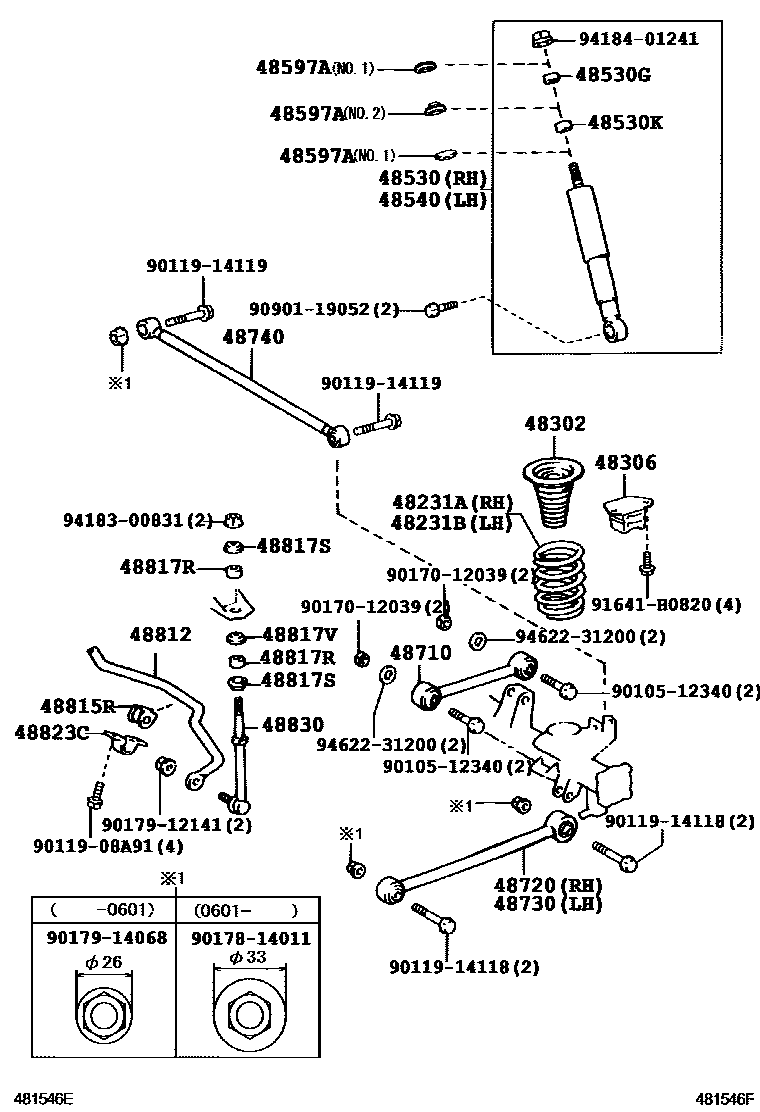 94184-01241
48597A(NO.1)
48530G
48597A(NO.2)
48530K
48597A(NO.1)
48530(RH)
48540(LH)
90119-14119
90901-19052(2)
48740
※1
90119-14119
48302
48306
48231A(RH)
48231B(LH)
94183-00831(2)
48817S
48817R
90170-12039(2)
91641-H0820(4)
90170-12039(2)
48812
48817V
94622-31200(2)
48710
48817R
48817S
90105-12340(2)
48815R
48823C
48830
94622-31200(2)
90105-12340(2)
※1
90179-12141(2)
90119-14118(2)
※1
90119-08A91(4)
※1
48720(RH)
48730(LH)
( -0601)
(0601- )
90179-14068
90178-14011
φ26
φ33
90119-14118(2)
481546E
481546F